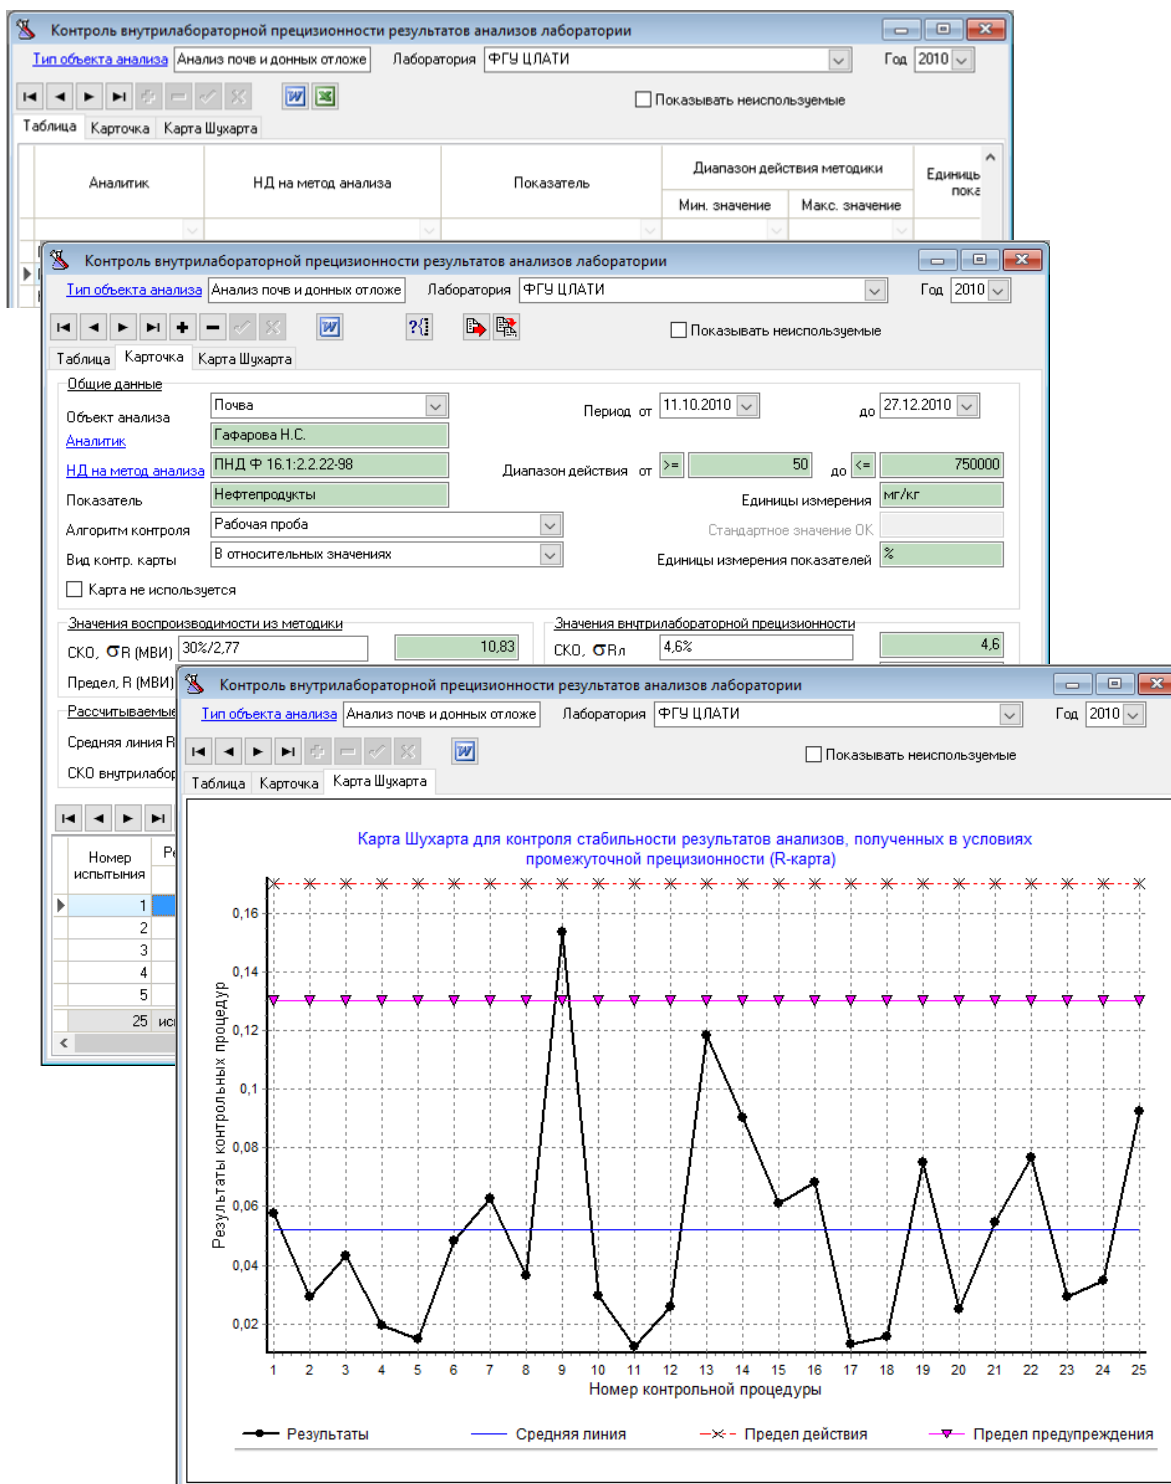 Контроль внутрилабораторной прецизионности результатов анализов лаборатории
Тип объекта анализа Анализ почв и донных отложе Лаборатория ФГУ ЦЛАТИ Год 2010
Показывать неиспользуемые
Таблица Карточка Карта Шухарта
Аналитик НД на метод анализа Показатель Диапазон действия методики
Мин. значение Макс. значение
Контроль внутрилабораторной прецизионности результатов анализов лаборатории
Тип объекта анализа Анализ почв и донных отложе Лаборатория ФГУ ЦЛАТИ Год 2010
Показывать неиспользуемые
Таблица Карточка Карта Шухарта
Общие данные
Объект анализа Почва Период от 11.10.2010 до 27.12.2010
Аналитик Гафарова Н.С.
НД на метод анализа ПНД Ф 16.1:2.2.22-98 Диапазон действия от >= 50 до <= 750000
Показатель Нефтепродукты Единицы измерения мг/кг
Алгоритм контроля Рабочая проба Стандартное значение ОК
Вид контр. карты В относительных значениях Единицы измерения показателей %
Карта не используется
Значения воспроизводимости из методики Значения внутрилабораторной прецизионности
СКО, σR (МВИ) 30%/2,77 10,83 СКО, σRл 4,6% 4,6
Предел, R (МВИ)
Рассчитываемые
Средняя линия R
СКО внутрилабор
Номер испытыния
1
2
3
4
5
25
Контроль внутрилабораторной прецизионности результатов анализов лаборатории
Тип объекта анализа Анализ почв и донных отложе Лаборатория ФГУ ЦЛАТИ Год 2010
Показывать неиспользуемые
Таблица Карточка Карта Шухарта
Карта Шухарта для контроля стабильности результатов анализов, полученных в условиях
промежуточной прецизионности (R-карта)
Результаты контрольных процедур
0,16
0,14
0,12
0,1
0,08
0,06
0,04
0,02
1 2 3 4 5 6 7 8 9 10 11 12 13 14 15 16 17 18 19 20 21 22 23 24 25
Номер контрольной процедуры
Результаты Средняя линия Предел действия Предел предупреждения